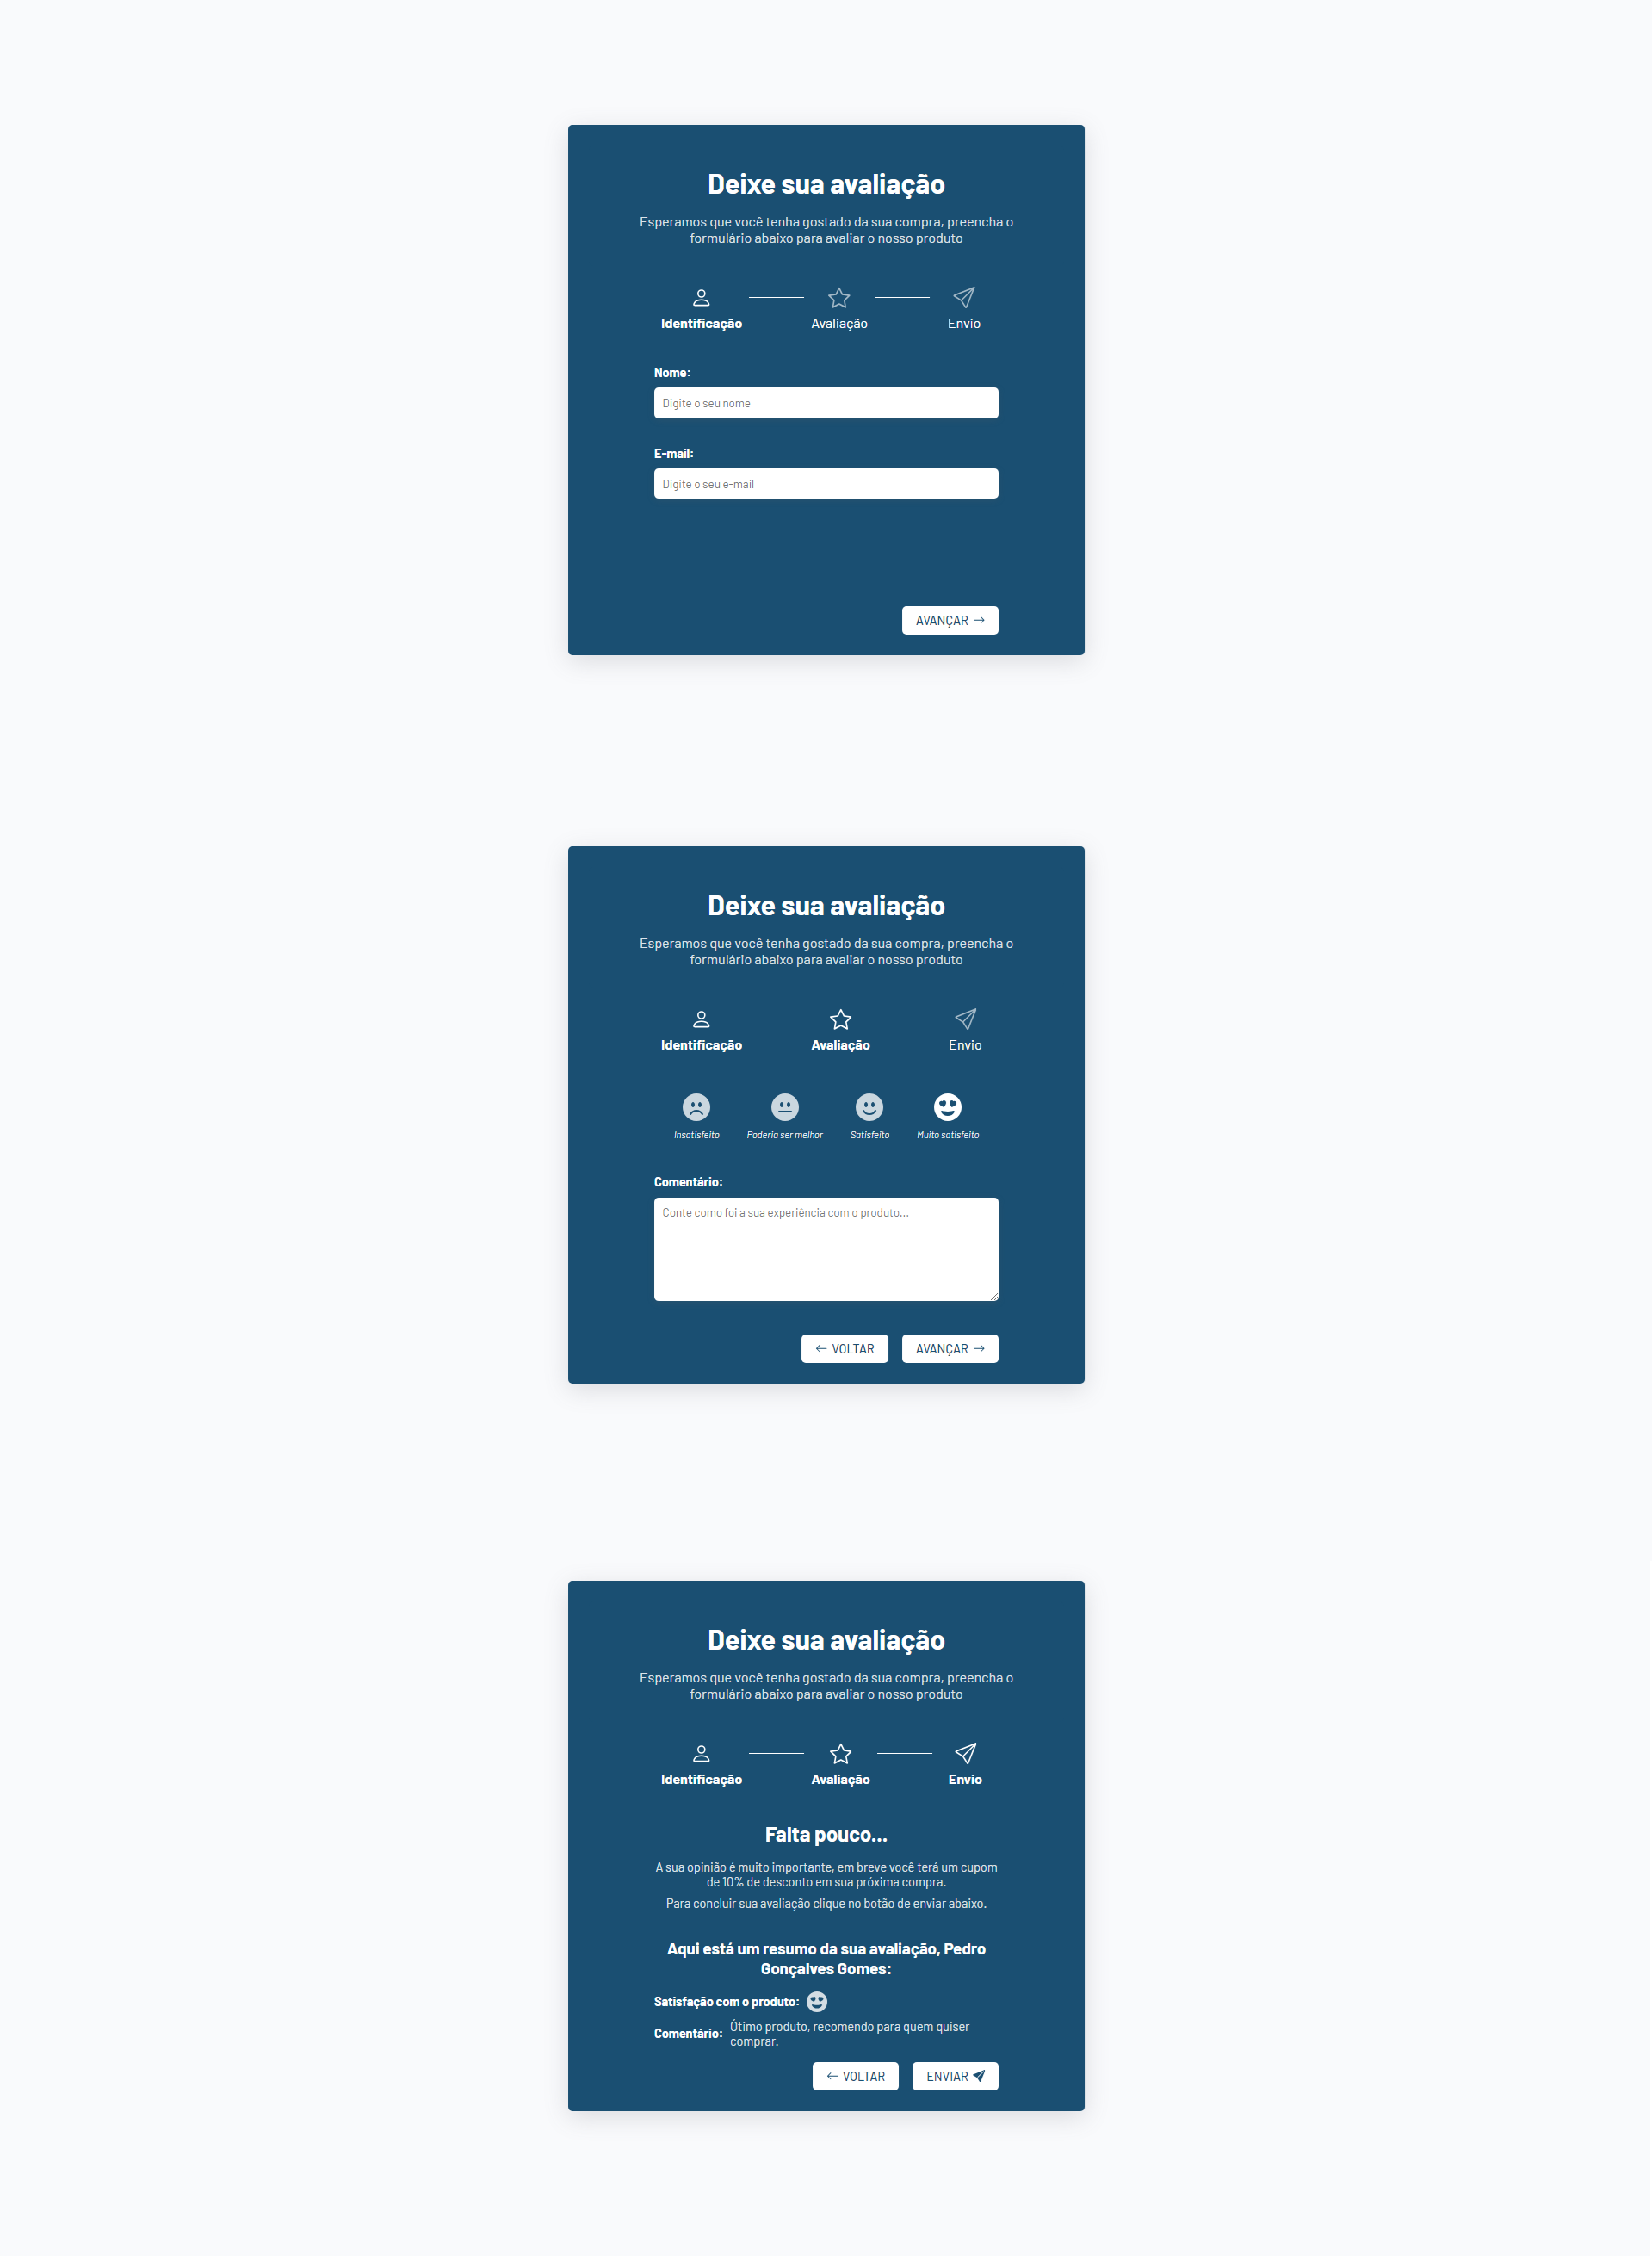 Deixe sua avaliação
Esperamos que você tenha gostado da sua compra, preencha o
formulário abaixo para avaliar o nosso produto
Identificação
Avaliação
Envio
Nome:
Digite o seu nome
E-mail:
Digite o seu e-mail
AVANÇAR
Deixe sua avaliação
Esperamos que você tenha gostado da sua compra, preencha o
formulário abaixo para avaliar o nosso produto
Identificação
Avaliação
Envio
Insatisfeito
Poderia ser melhor
Satisfeito
Muito satisfeito
Comentário:
Conte como foi a sua experiência com o produto...
VOLTAR
AVANÇAR
Deixe sua avaliação
Esperamos que você tenha gostado da sua compra, preencha o
formulário abaixo para avaliar o nosso produto
Identificação
Avaliação
Envio
Falta pouco...
A sua opinião é muito importante, em breve você terá um cupom
de 10% de desconto em sua próxima compra.
Para concluir sua avaliação clique no botão de enviar abaixo.
Aqui está um resumo da sua avaliação, Pedro
Gonçalves Gomes:
Satisfação com o produto:
Comentário:
Ótimo produto, recomendo para quem quiser
comprar.
VOLTAR
ENVIAR